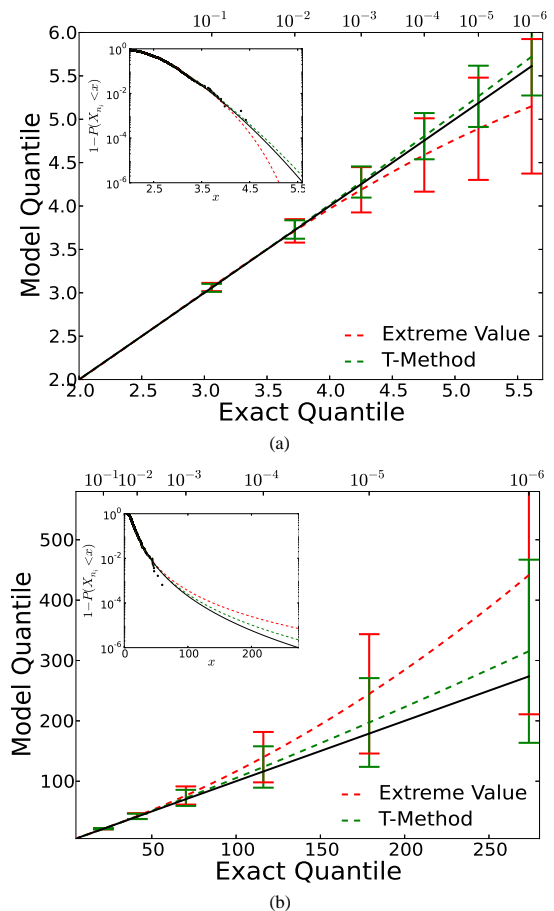 10⁻¹ 10⁻² 10⁻³ 10⁻⁴ 10⁻⁵ 10⁻⁶
6.0
5.5
5.0
4.5
4.0
3.5
3.0
2.5
2.0
Model Quantile
10⁰
10⁻²
10⁻⁴
10⁻⁶
1−P(X_{n_i} <x)
2.5 3.5 4.5 5.5
x
Extreme Value
T-Method
2.0 2.5 3.0 3.5 4.0 4.5 5.0 5.5
Exact Quantile
(a)
10⁻¹ 10⁻² 10⁻³ 10⁻⁴ 10⁻⁵ 10⁻⁶
500
400
300
200
100
Model Quantile
10⁰
10⁻²
10⁻⁴
10⁻⁶
1−P(X_{n_i} <x)
0 100 200
x
Extreme Value
T-Method
50 100 150 200 250
Exact Quantile
(b)